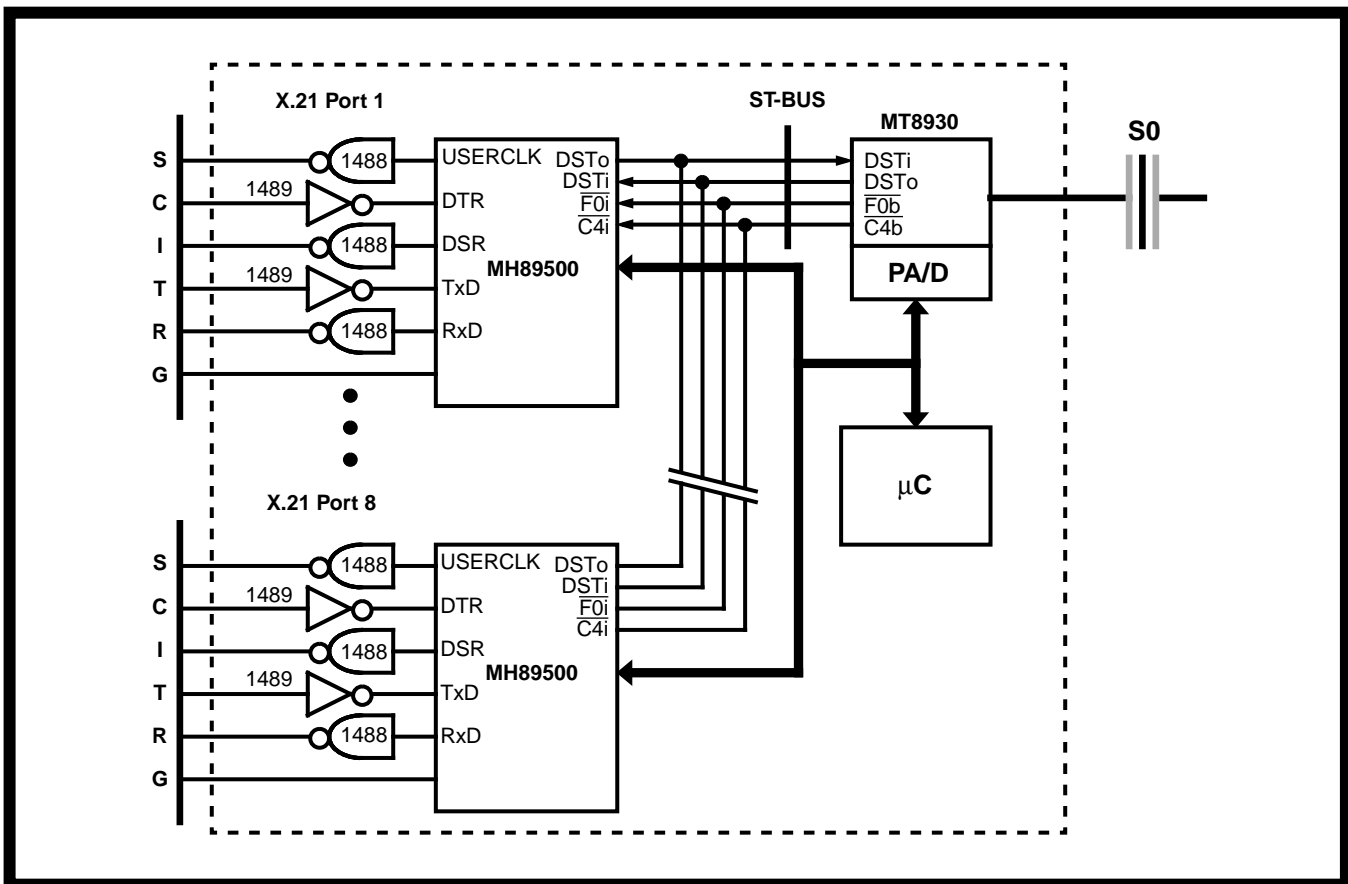 X.21 Port 1
ST-BUS
MT8930
S0
S
1488
USERCLK
DSTo
DSTi
C
1489
DTR
DSTi
DSTo
F0i
F0b
I
1488
DSR
C4i
C4b
MH89500
PA/D
T
1489
TxD
R
1488
RxD
G
µC
X.21 Port 8
S
1488
USERCLK
DSTo
DSTi
C
1489
DTR
F0i
C4i
I
1488
DSR
MH89500
T
1489
TxD
R
1488
RxD
G